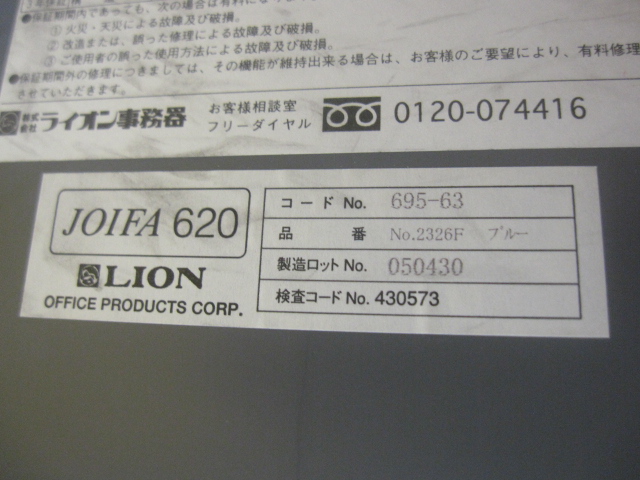 保証期間内であっても、次の場合は有料に
① 火災・天災による故障及び破損。
② 改造または、誤った修理による故障及び破損。
③ ご使用者の誤った使用方法による故障及び破損。
●保証期間外の修理につきましては、その機能が維持出来る場合は、お客様のご要望により、有料修理
させていただきます。
株式会社 ライオン事務器 お客様相談室 フリーダイヤル 0120-074416
JOIFA 620
LION
OFFICE PRODUCTS CORP.
コード No. 695-63
品番 No.2326F ブルー
製造ロット No. 050430
検査コード No. 430573